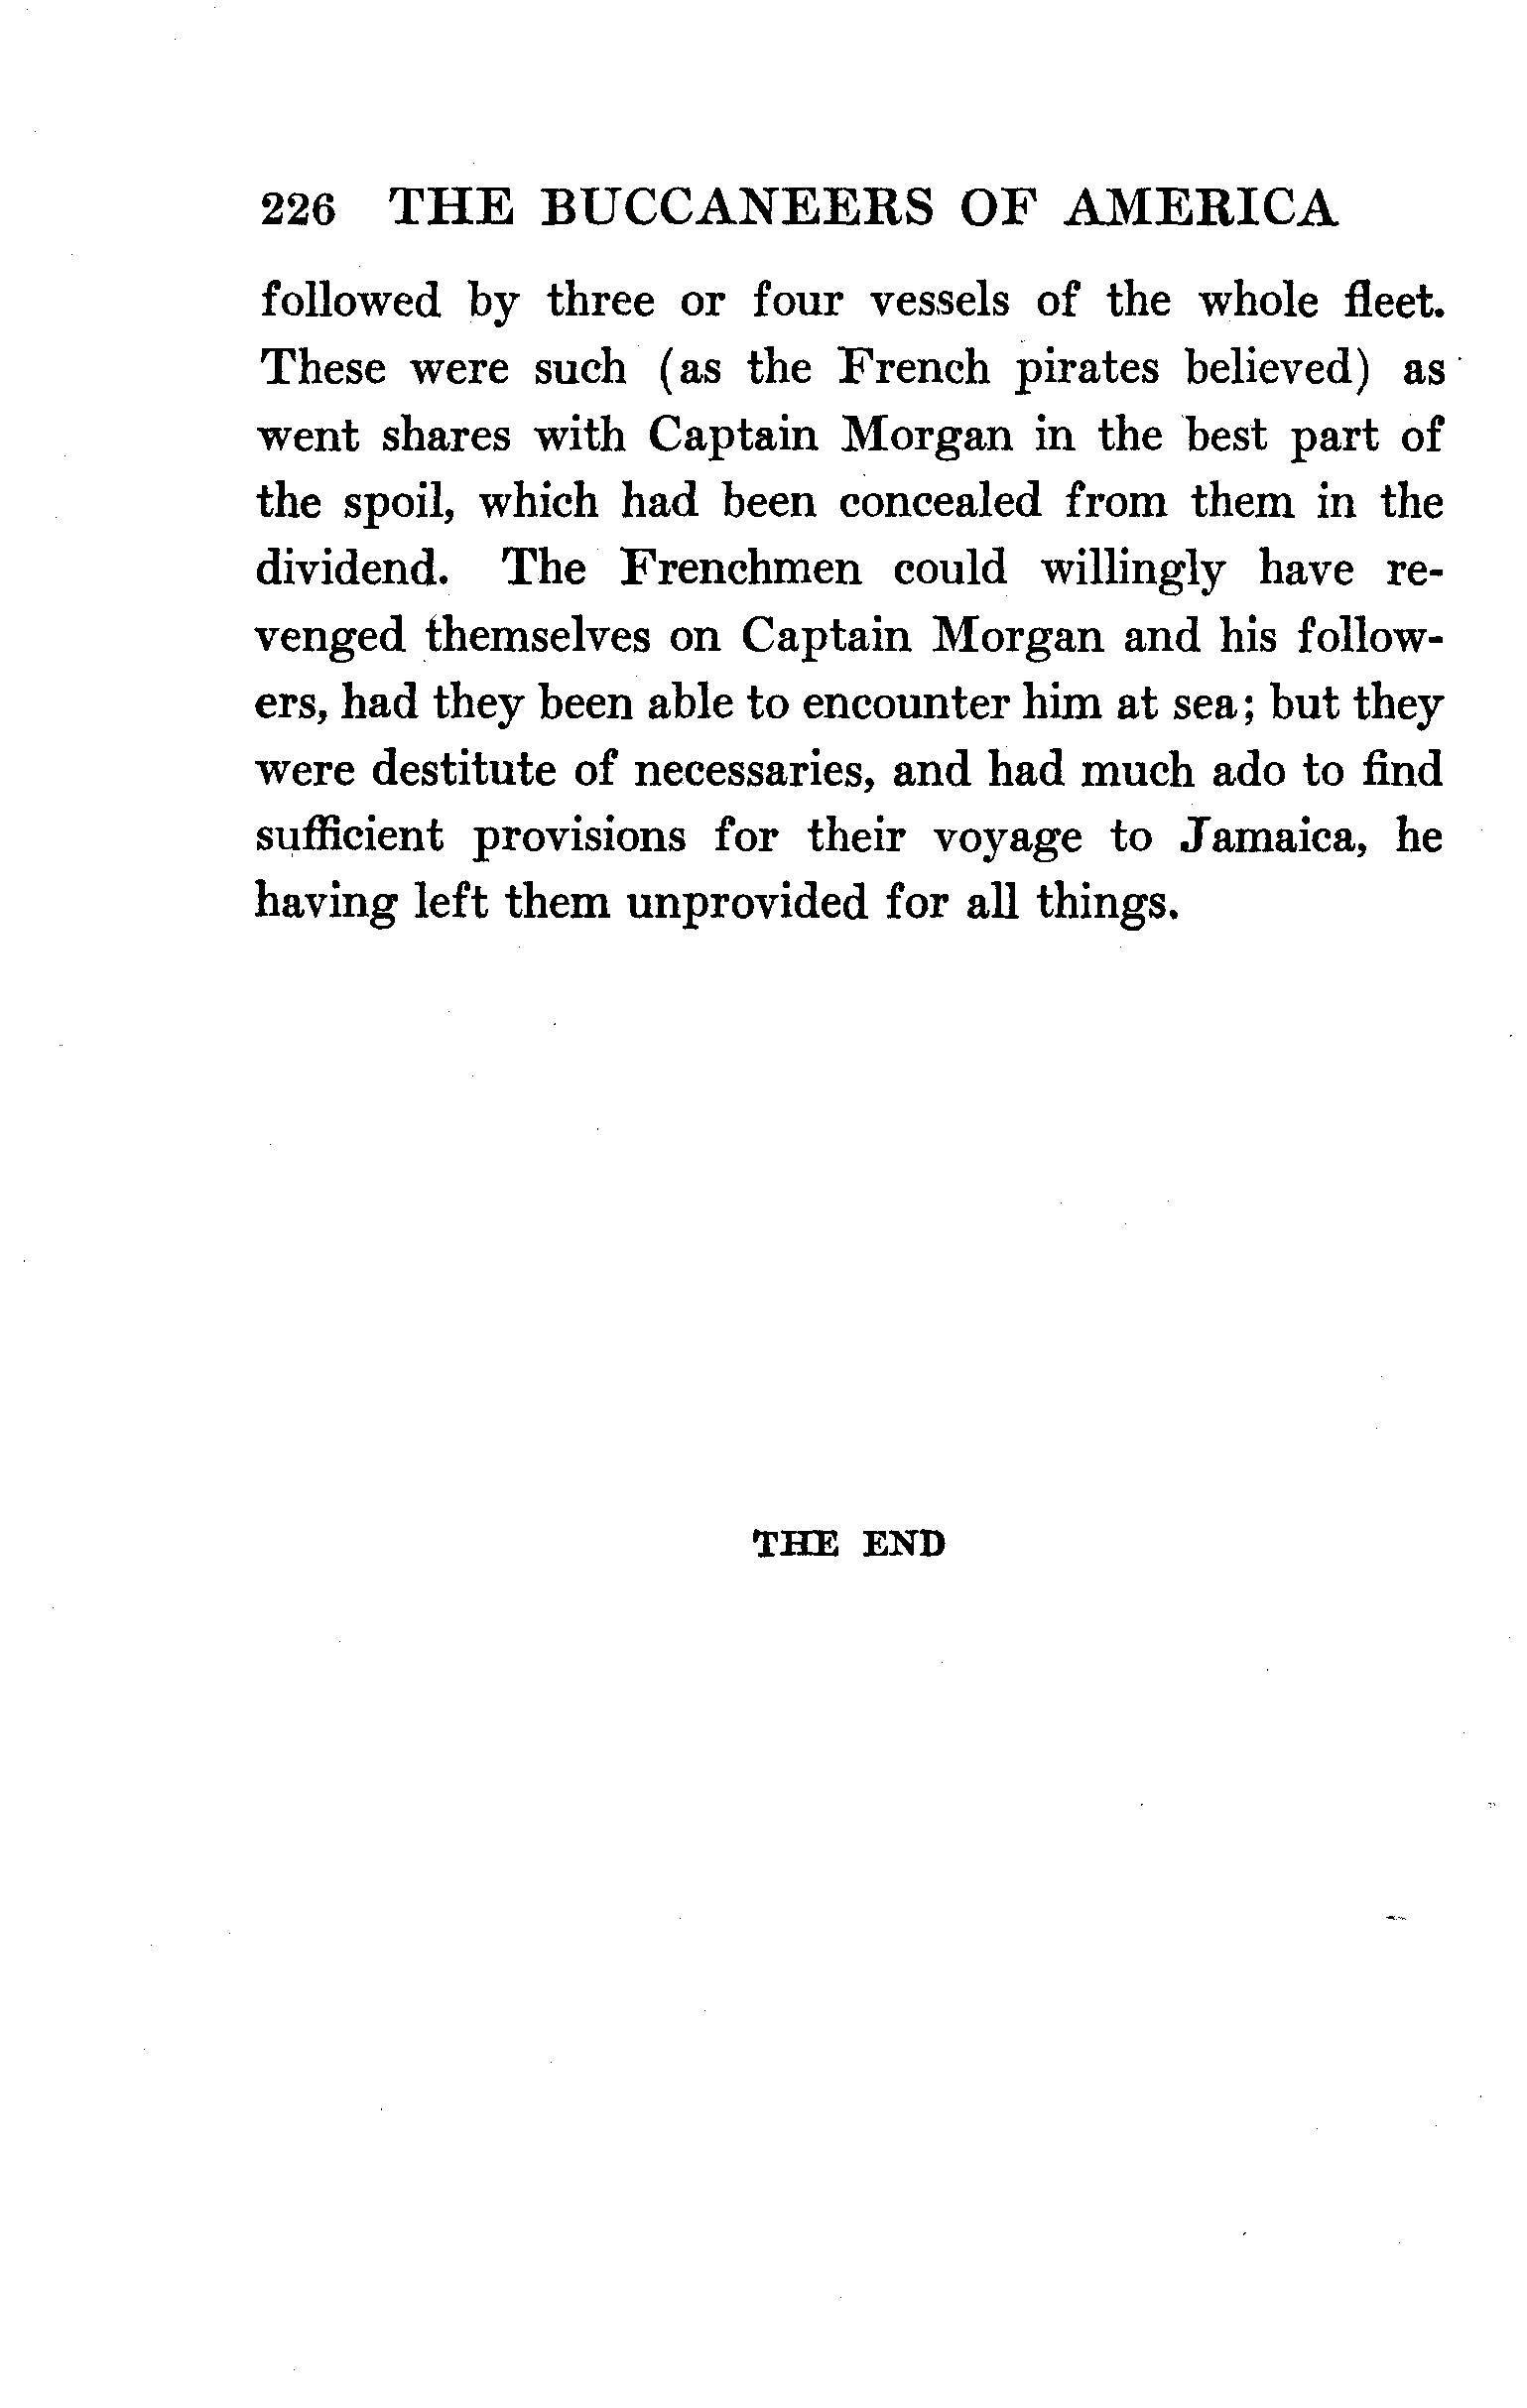 226 THE BUCCANEERS OF AMERICA
followed by three or four vessels of the whole fleet.
These were such (as the French pirates believed) as
went shares with Captain Morgan in the best part of
the spoil, which had been concealed from them in the
dividend. The Frenchmen could willingly have re-
venged themselves on Captain Morgan and his follow-
ers, had they been able to encounter him at sea; but they
were destitute of necessaries, and had much ado to find
sufficient provisions for their voyage to Jamaica, he
having left them unprovided for all things.
THE END